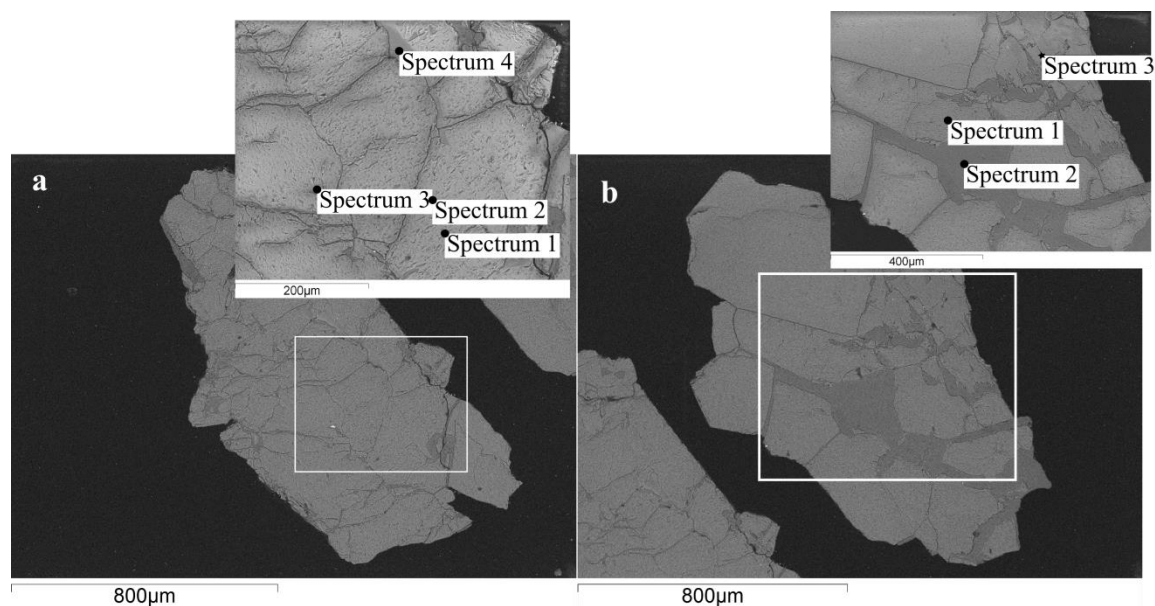 Spectrum 4
Spectrum 3
Spectrum 2
Spectrum 1
200µm
a
800µm
Spectrum 3
Spectrum 1
Spectrum 2
400µm
b
800µm